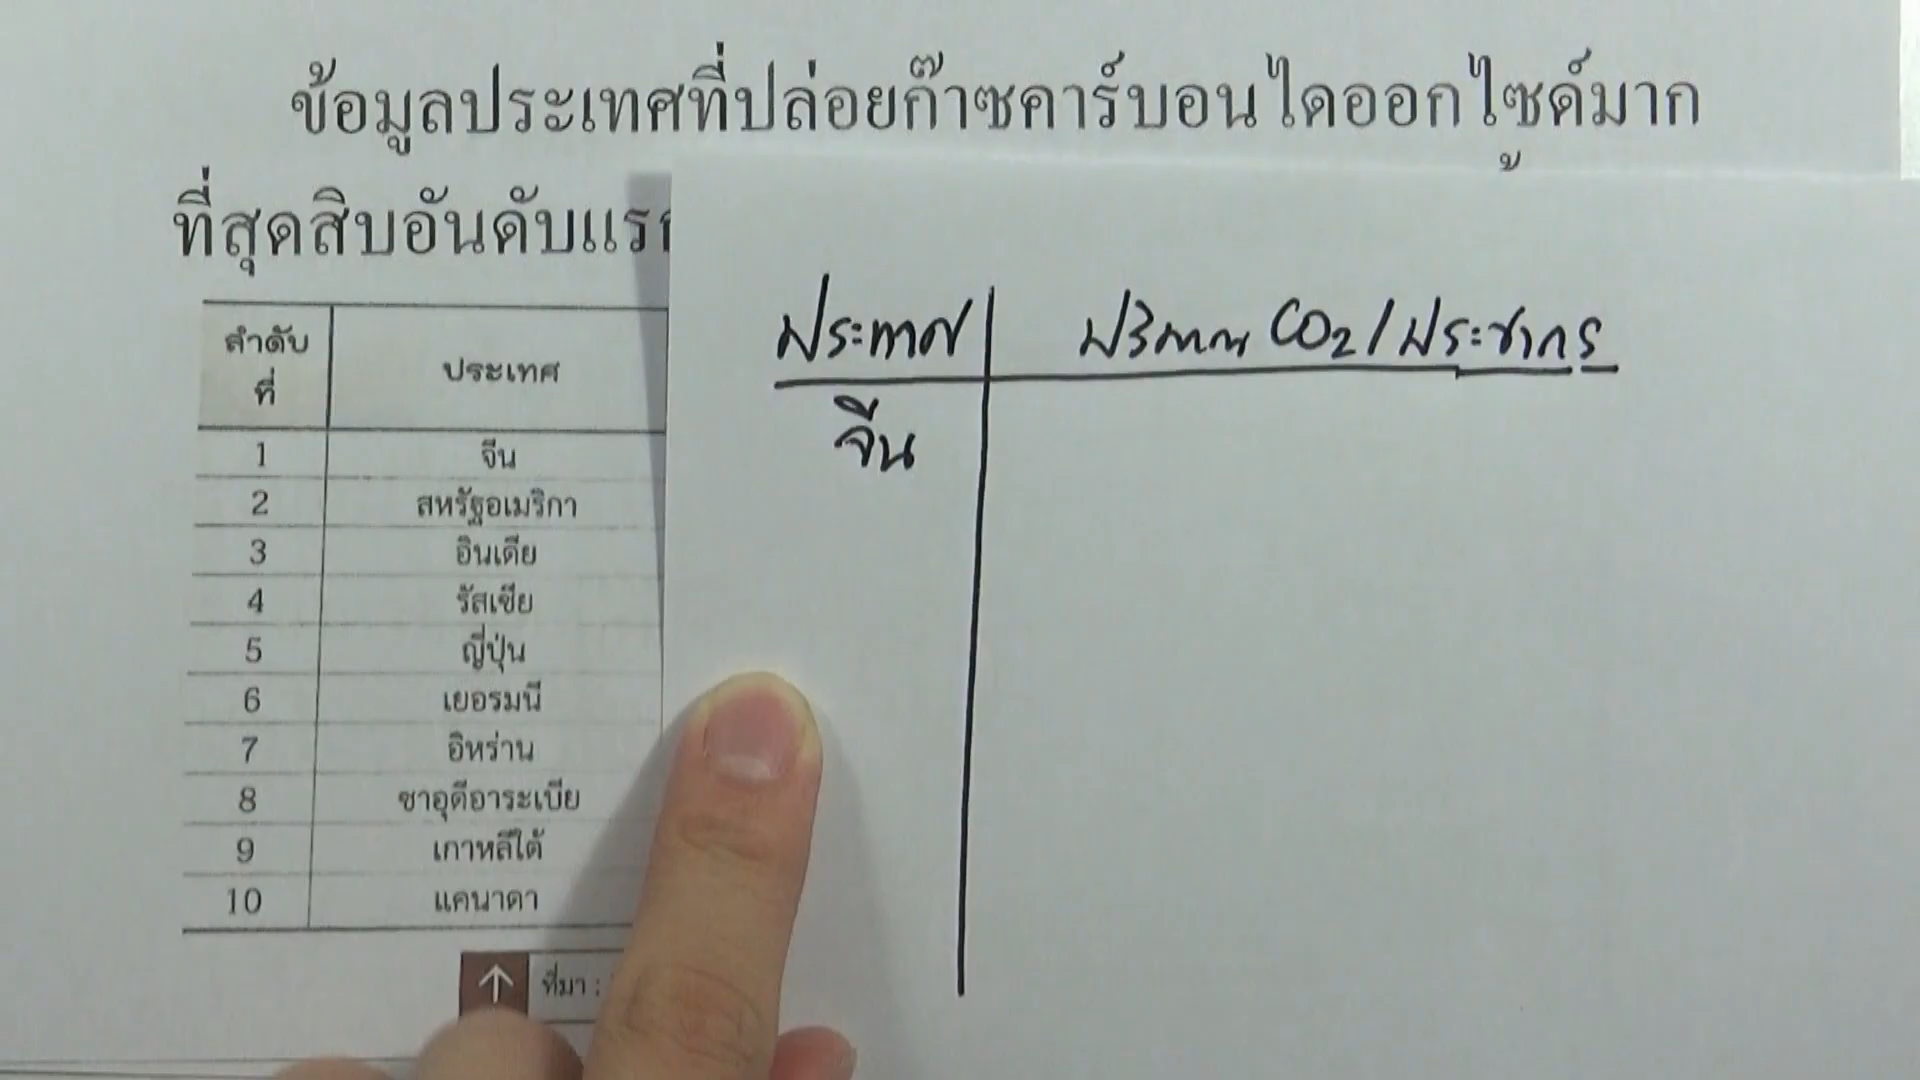 ข้อมูลประเทศที่ปล่อยก๊าซคาร์บอนไดออกไซด์มาก
ที่สุดสิบอันดับแรก
ลำดับที่ ประเทศ
1 จีน
2 สหรัฐอเมริกา
3 อินเดีย
4 รัสเซีย
5 ญี่ปุ่น
6 เยอรมนี
7 อิหร่าน
8 ซาอุดีอาระเบีย
9 เกาหลีใต้
10 แคนาดา
ที่มา :
ประเทศ ปริมาณ CO2/ประชากร
จีน